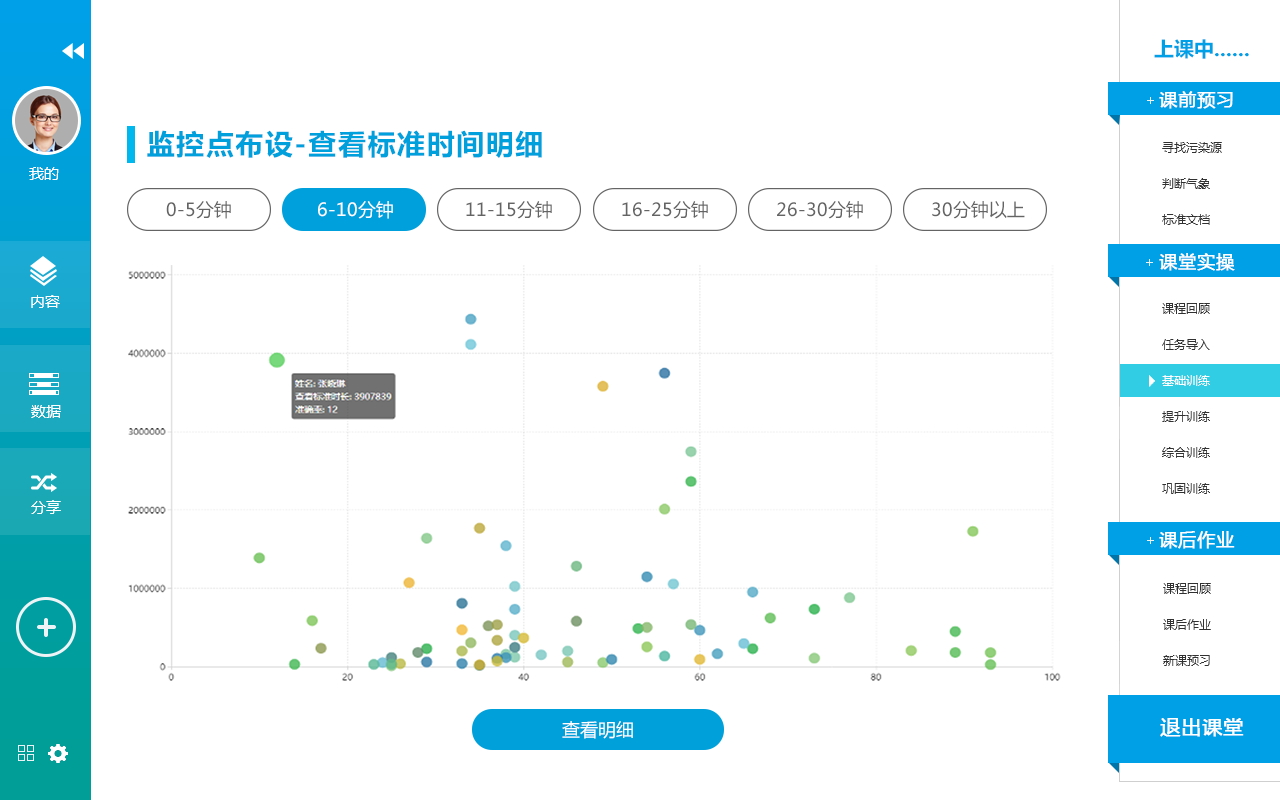 我的
内容
数据
分享
监控点布设-查看标准时间明细
0-5分钟
6-10分钟
11-15分钟
16-25分钟
26-30分钟
30分钟以上
5000000
4000000
3000000
2000000
1000000
0
0
20
40
60
80
100
姓名: 张晓琳
查看标准时长: 3907839
准确率: 12
查看明细
上课中......
+ 课前预习
寻找污染源
判断气象
标准文档
+ 课堂实操
课程回顾
任务导入
基础训练
提升训练
综合训练
巩固训练
+ 课后作业
课程回顾
课后作业
新课预习
退出课堂